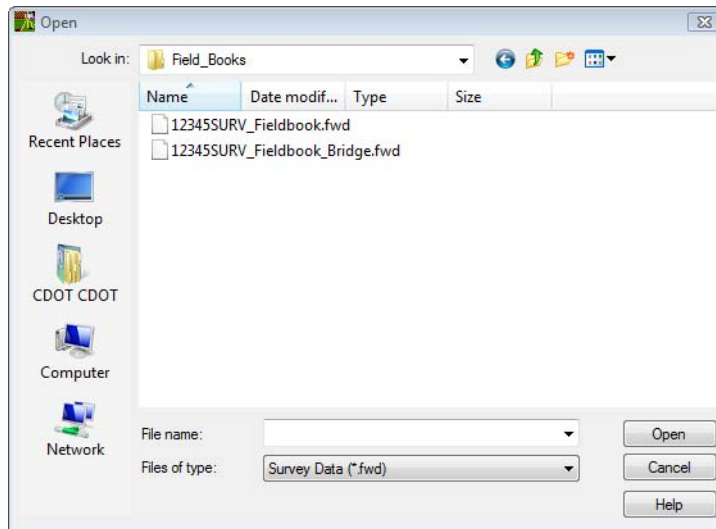 Open
Look in: Field_Books
Name Date modif... Type Size
12345SURV_Fieldbook.fwd
12345SURV_Fieldbook_Bridge.fwd
Recent Places
Desktop
CDOT CDOT
Computer
Network
File name: Open
Files of type: Survey Data (*.fwd) Cancel
Help